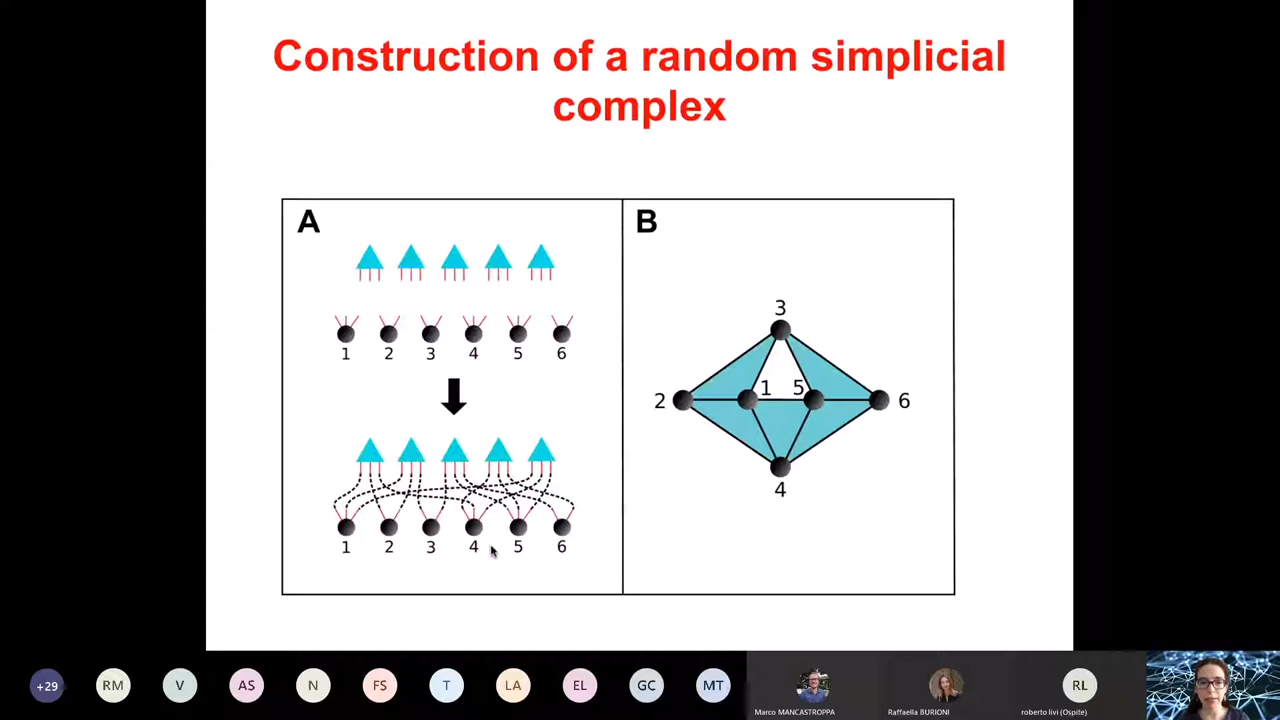 Construction of a random simplicial
complex
A
1 2 3 4 5 6
1 2 3 4 5 6
B
3
2 1 5 6
4
+29 RM V AS N FS T LA EL GC MT RL
Marco MANCASTROPPA Raffaella BURIONI roberto livi (Ospite)